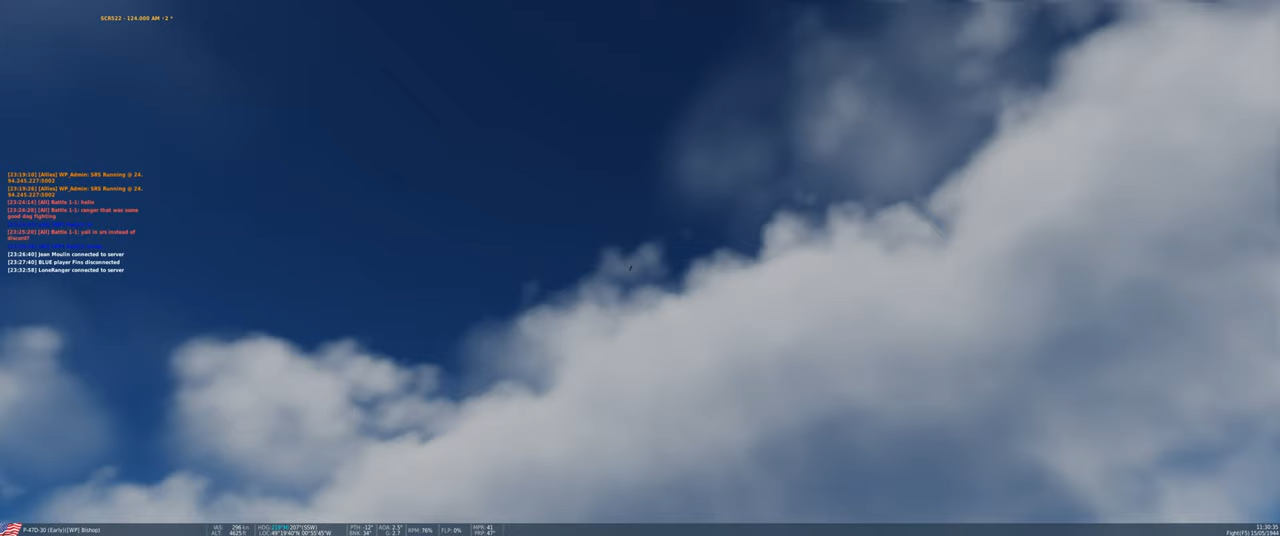 SCR522 - 124.000 AM -2 *
[23:19:10] [Allies] WP_Admin: SRS Running @ 24.
94.245.227:5002
[23:19:26] [Allies] WP_Admin: SRS Running @ 24.
94.245.227:5002
[23:24:14] [All] Battle 1-1: hello
[23:24:28] [All] Battle 1-1: ranger that was some
good dog fighting
[23:25:20] [All] Battle 1-1: yall in srs instead of
discord?
[23:26:40] Jean Moulin connected to server
[23:27:40] BLUE player Fins disconnected
[23:32:58] LoneRanger connected to server
P-47D-30 (Early)([WP] Bishop)
IAS: 296 kn
ALT: 4625 ft
HDG: 207°(SSW)
LOC: 49°19'40"N 00°55'45"W
PTH: -12°
BNK: 34°
AOA: 2.5°
G: 2.7
RPM: 76%
FLP: 0%
MPR: 41
PRP: 47°
11:30:35
Fight(F5) 15/05/1944